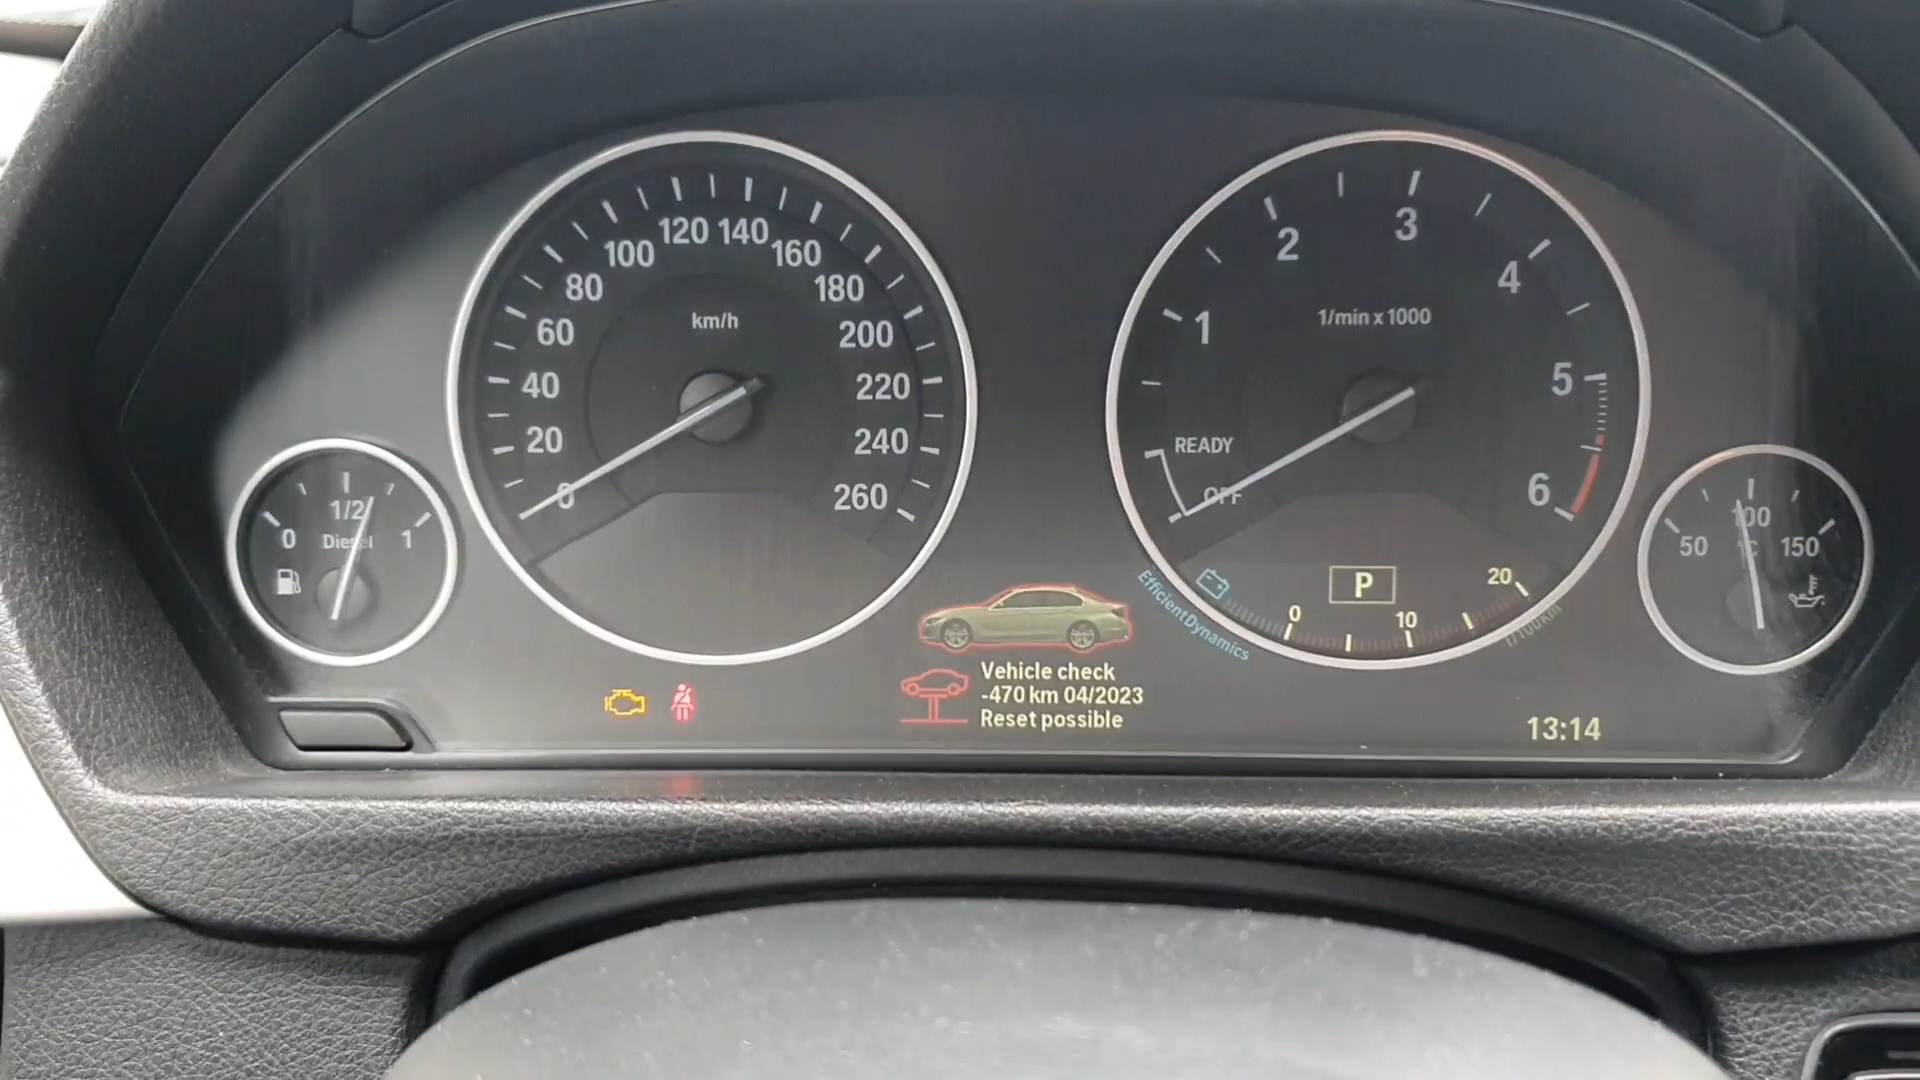 120 140
100 160
80 180
60 200
40 220
20 240
0 260
km/h
1/2
0 Diesel 1
1 2 3 4 5 6
1/min x 1000
READY
OFF
P
0 10 20
l/100km
EfficientDynamics
50 100 150
°C
Vehicle check
-470 km 04/2023
Reset possible
13:14